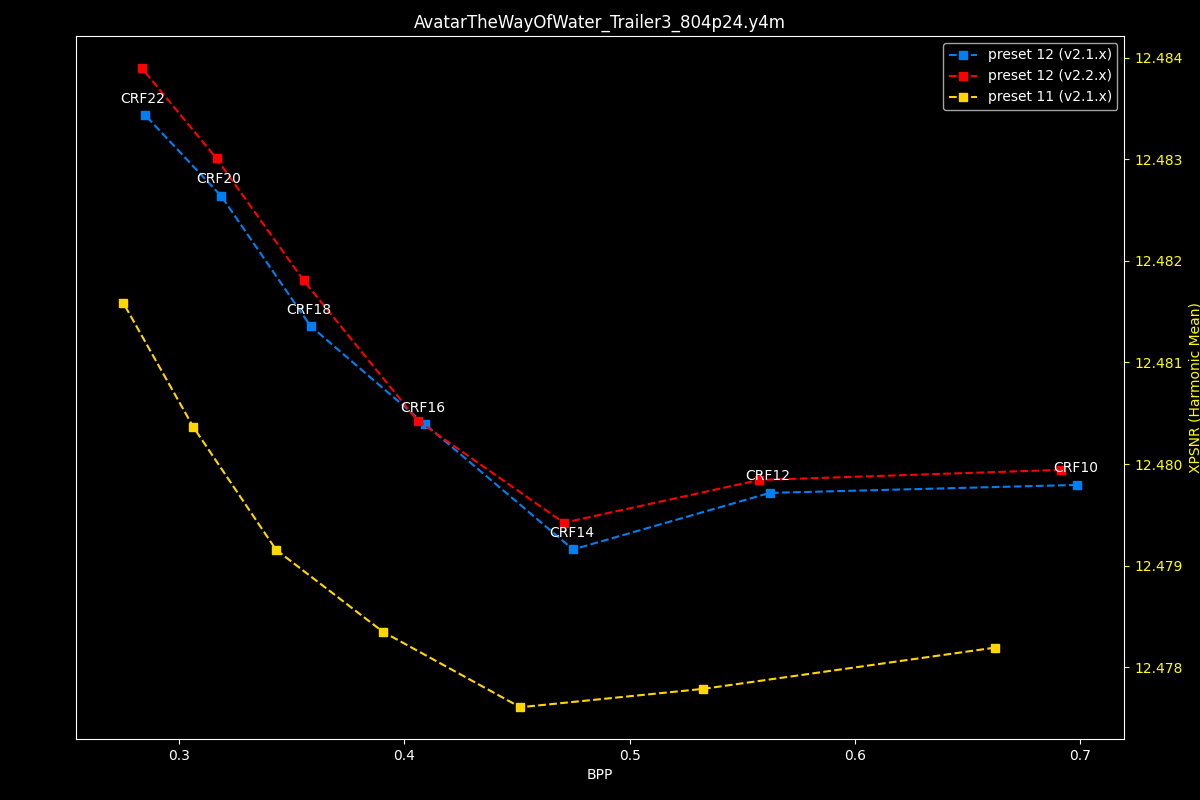 AvatarTheWayOfWater_Trailer3_804p24.y4m
preset 12 (v2.1.x)
preset 12 (v2.2.x)
preset 11 (v2.1.x)
CRF22
CRF20
CRF18
CRF16
CRF14
CRF12
CRF10
12.484
12.483
12.482
12.481
12.480
12.479
12.478
XPSNR (Harmonic Mean)
0.3 0.4 0.5 0.6 0.7
BPP